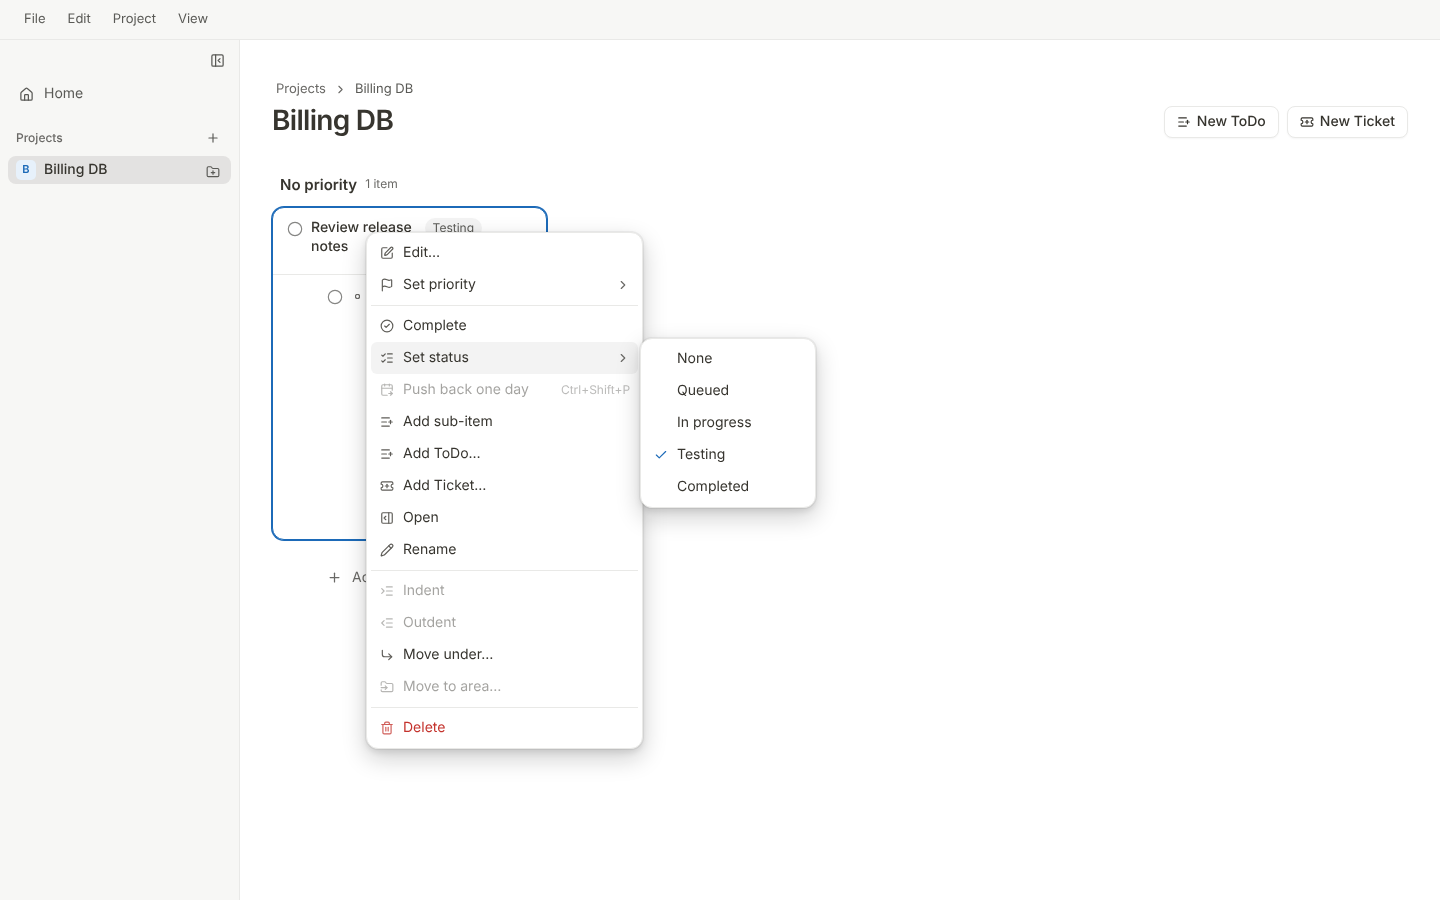 File Edit Project View
Home
Projects
B Billing DB
Projects Billing DB
Billing DB
New ToDo New Ticket
No priority 1 item
Review release notes
Testing
Edit...
Set priority
Complete
Set status
Push back one day Ctrl+Shift+P
Add sub-item
Add ToDo...
Add Ticket...
Open
Rename
Indent
Outdent
Move under...
Move to area...
Delete
None
Queued
In progress
Testing
Completed